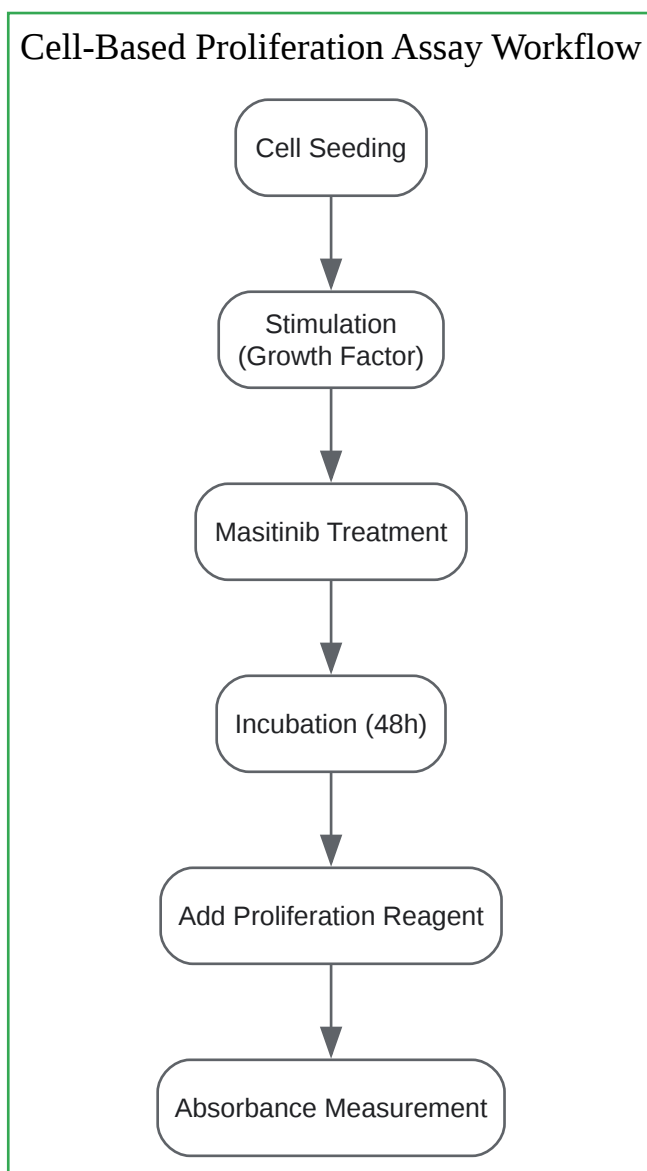 Cell-Based Proliferation Assay Workflow
Cell Seeding
Stimulation
(Growth Factor)
Masitinib Treatment
Incubation (48h)
Add Proliferation Reagent
Absorbance Measurement